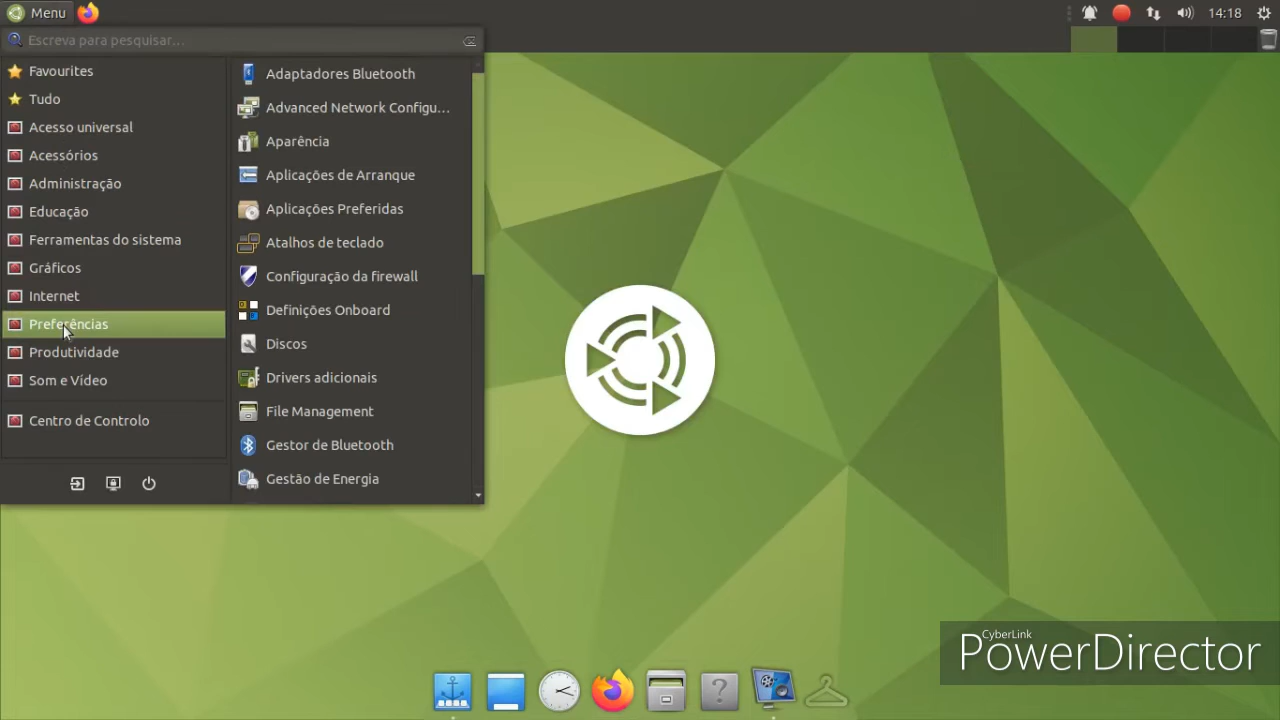 Menu
14:18
Escreva para pesquisar...
Favourites
Tudo
Acesso universal
Acessórios
Administração
Educação
Ferramentas do sistema
Gráficos
Internet
Preferências
Produtividade
Som e Vídeo
Centro de Controlo
Adaptadores Bluetooth
Advanced Network Configu...
Aparência
Aplicações de Arranque
Aplicações Preferidas
Atalhos de teclado
Configuração da firewall
Definições Onboard
Discos
Drivers adicionais
File Management
Gestor de Bluetooth
Gestão de Energia
CyberLink
PowerDirector